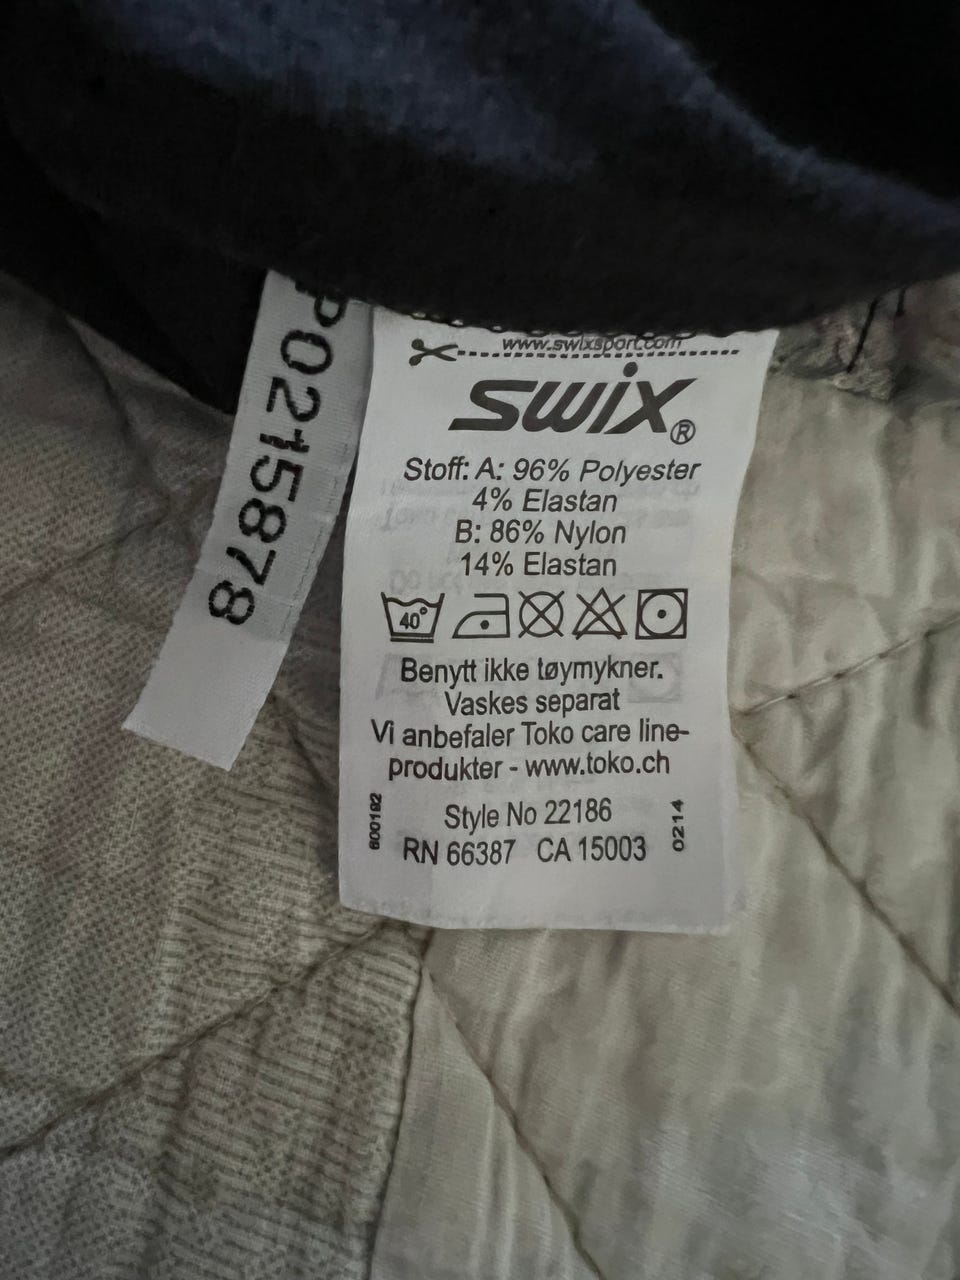 P0215878
www.swixsport.com
swix®
Stoff: A: 96% Polyester
4% Elastan
B: 86% Nylon
14% Elastan
40°
Benytt ikke tøymykner.
Vaskes separat
Vi anbefaler Toko care line-
produkter - www.toko.ch
Style No 22186
RN 66387 CA 15003
600192
0214